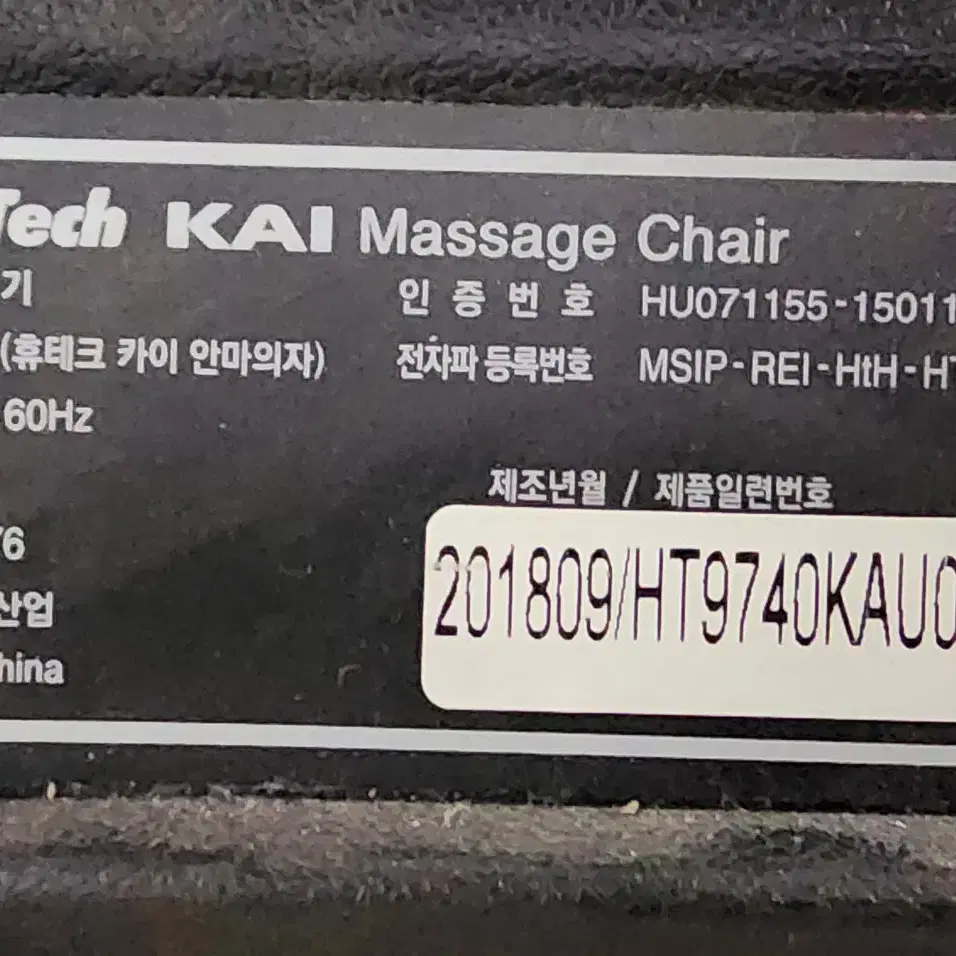 Tech KAI Massage Chair
기 인증번호 HU071155-15011
(휴테크 카이 안마의자) 전자파 등록번호 MSIP-REI-HtH-HT
60Hz
제조년월 / 제품일련번호
6 201809/HT9740KAU0
산업
hina